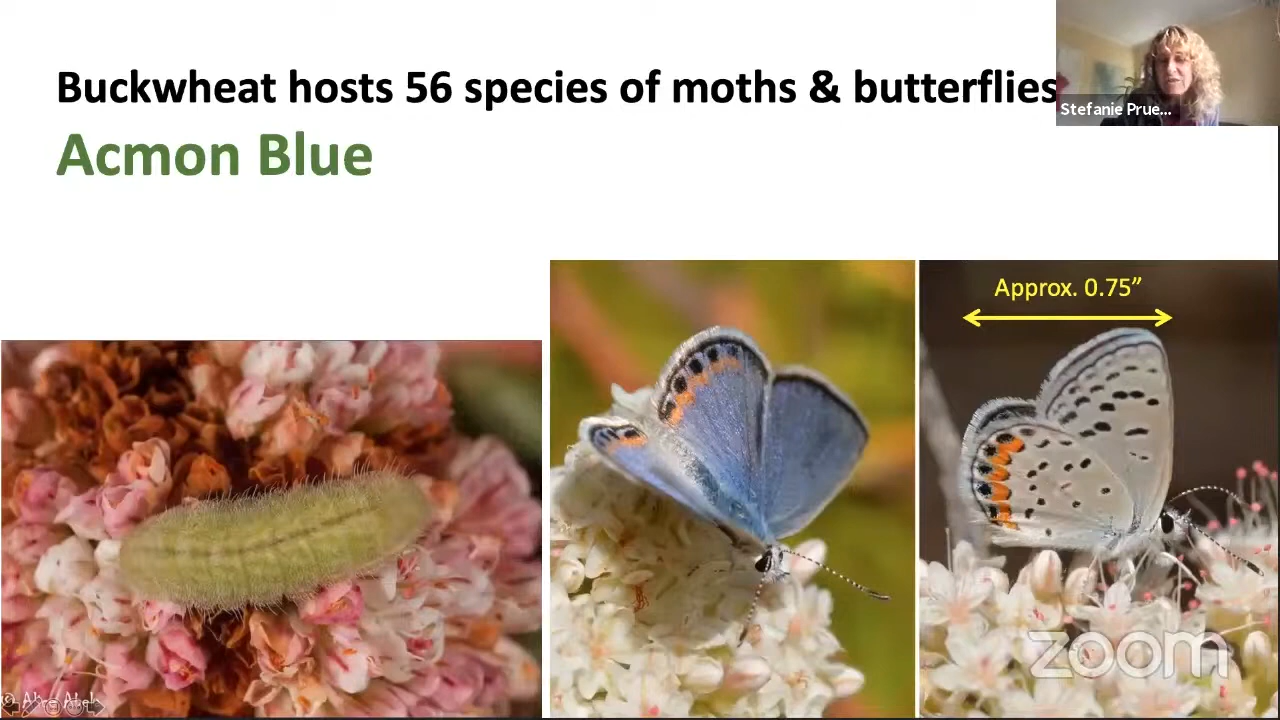 Buckwheat hosts 56 species of moths & butterflies
Stefanie Prue...
Acmon Blue
Approx. 0.75”
zoom